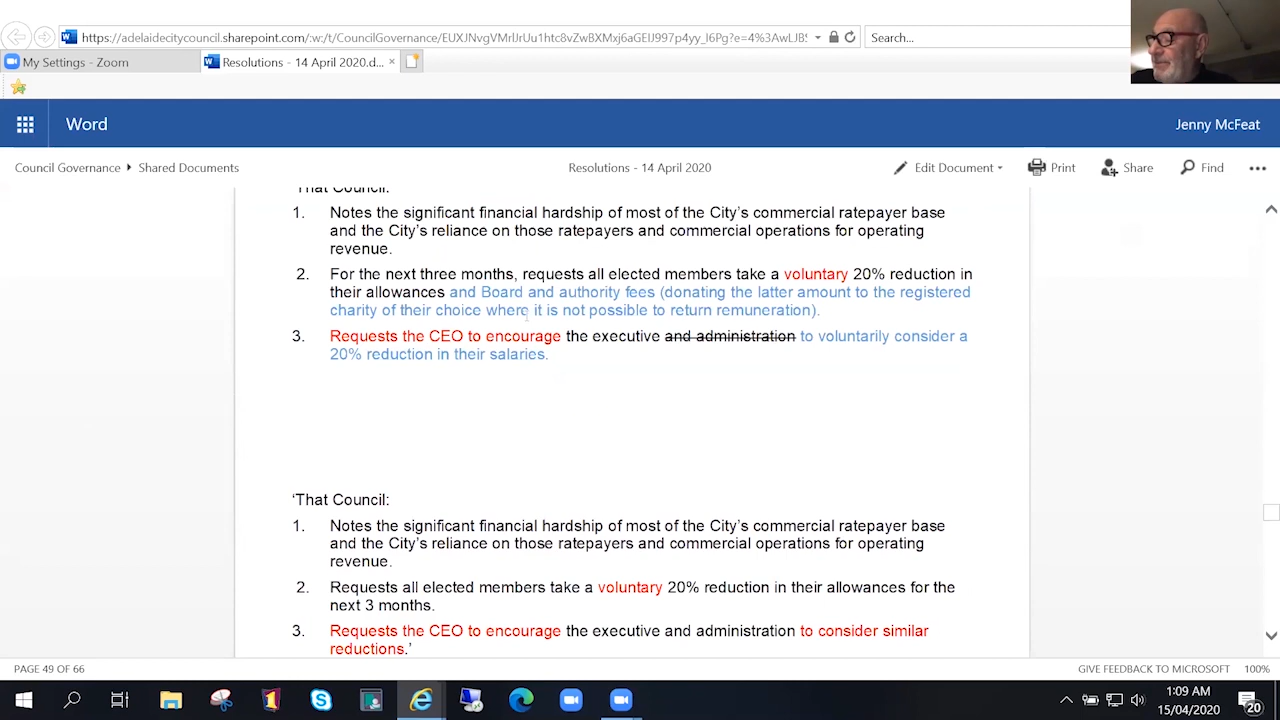 https://adelaidecitycouncil.sharepoint.com/:w:/t/CouncilGovernance/
Search...
My Settings - Zoom
Resolutions - 14 April 2020.d...
Word
Jenny McFeat
Council Governance
Shared Documents
Resolutions - 14 April 2020
Edit Document
Print
Share
Find
'That Council:
1. Notes the significant financial hardship of most of the City's commercial ratepayer base
and the City's reliance on those ratepayers and commercial operations for operating
revenue.
2. For the next three months, requests all elected members take a voluntary 20% reduction in
their allowances and Board and authority fees (donating the latter amount to the registered
charity of their choice where it is not possible to return remuneration).
3. Requests the CEO to encourage the executive and administration to voluntarily consider a
20% reduction in their salaries.
'That Council:
1. Notes the significant financial hardship of most of the City's commercial ratepayer base
and the City's reliance on those ratepayers and commercial operations for operating
revenue.
2. Requests all elected members take a voluntary 20% reduction in their allowances for the
next 3 months.
3. Requests the CEO to encourage the executive and administration to consider similar
reductions.'
PAGE 49 OF 66
GIVE FEEDBACK TO MICROSOFT
100%
1:09 AM
15/04/2020
20